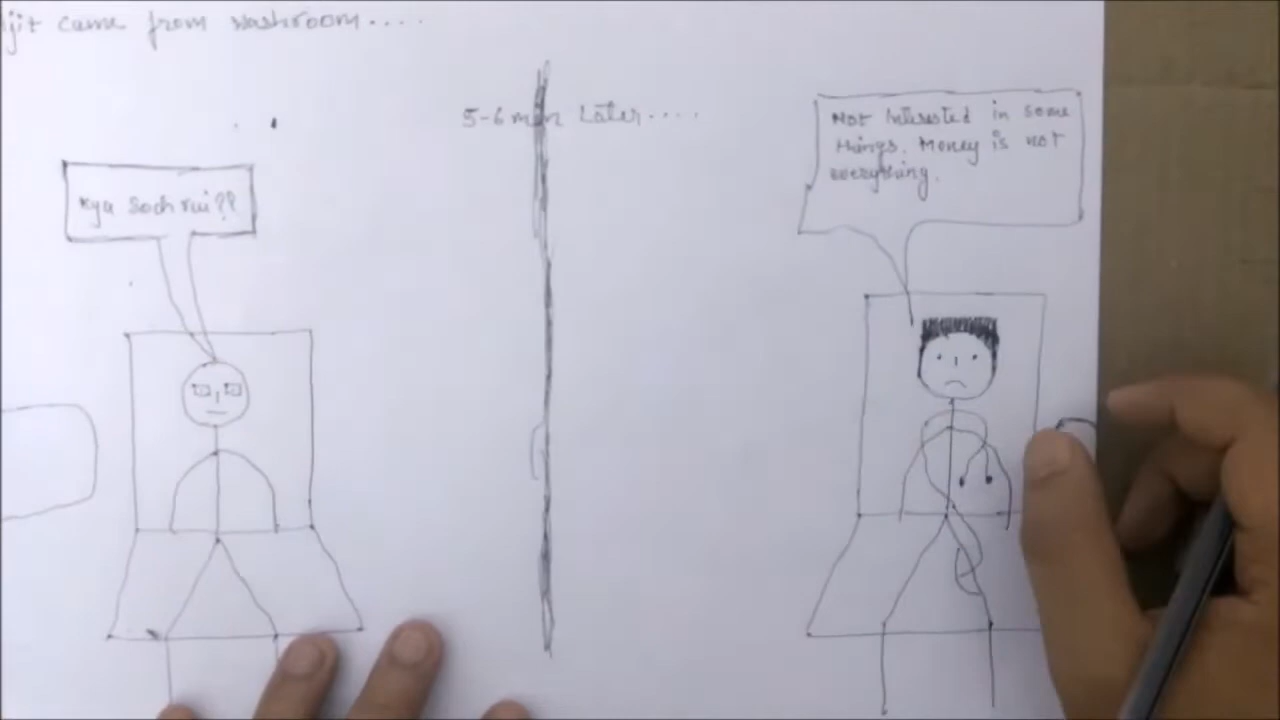 jit came from washroom....
5-6 min Later....
Kya Soch rui??
Not Interested in some
things. Money is not
everything.